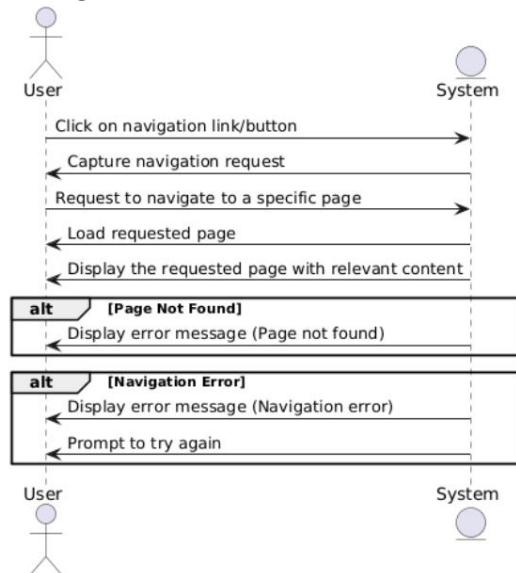 User
System
Click on navigation link/button
Capture navigation request
Request to navigate to a specific page
Load requested page
Display the requested page with relevant content
alt [Page Not Found]
Display error message (Page not found)
alt [Navigation Error]
Display error message (Navigation error)
Prompt to try again
User
System